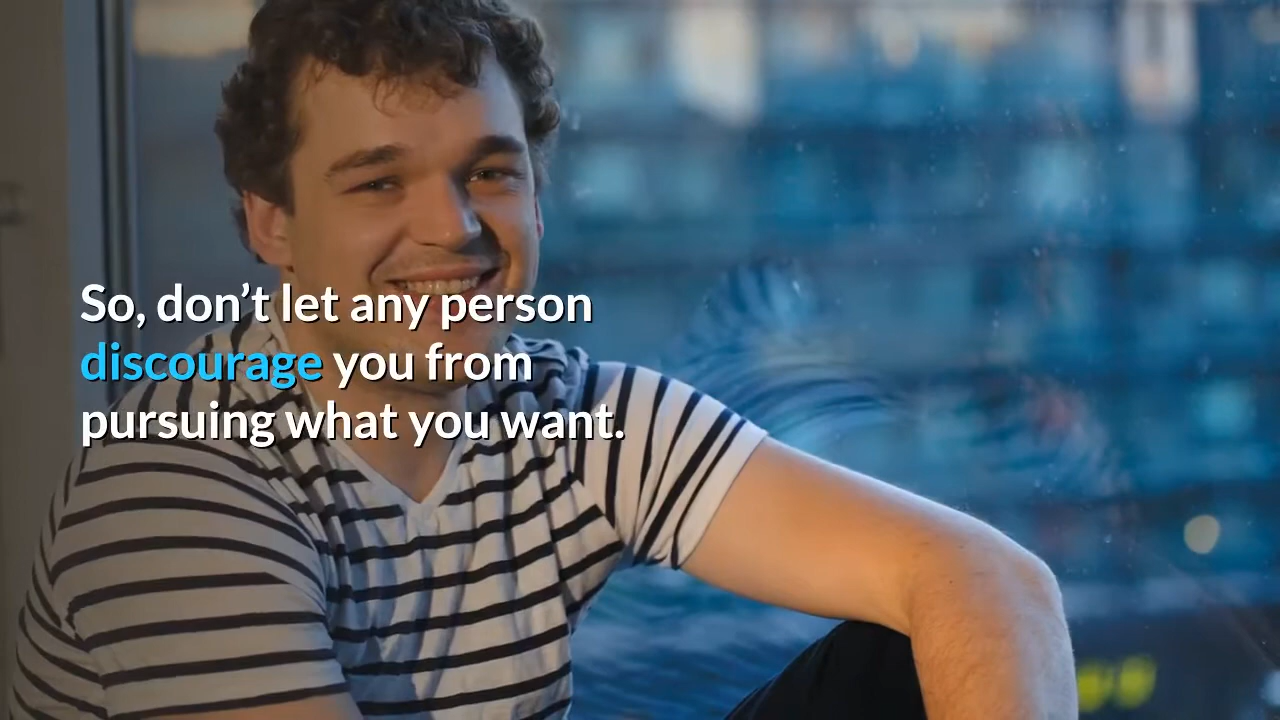 So, don’t let any person
discourage you from
pursuing what you want.